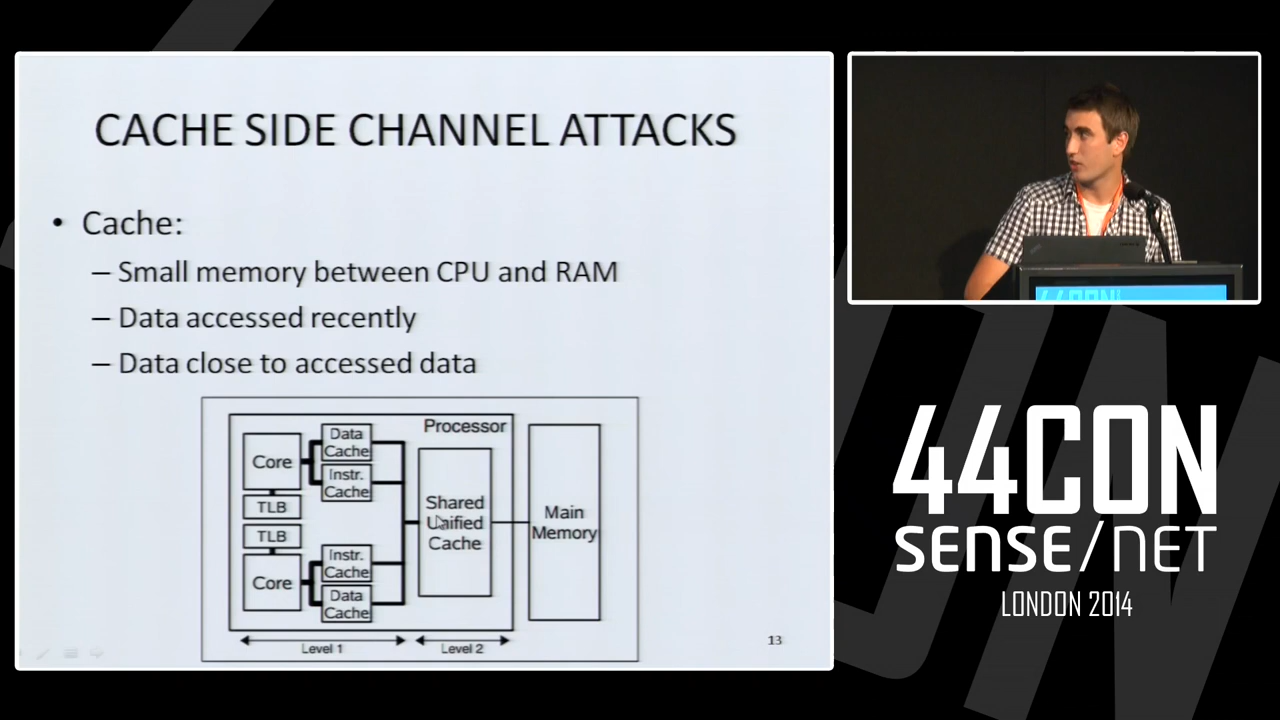 CACHE SIDE CHANNEL ATTACKS
• Cache:
– Small memory between CPU and RAM
– Data accessed recently
– Data close to accessed data
Processor
Core
TLB
TLB
Core
Data
Cache
Instr.
Cache
Instr.
Cache
Data
Cache
Shared
Unified
Cache
Main
Memory
Level 1
Level 2
13
44CON
44CON
SENSE/NET
LONDON 2014